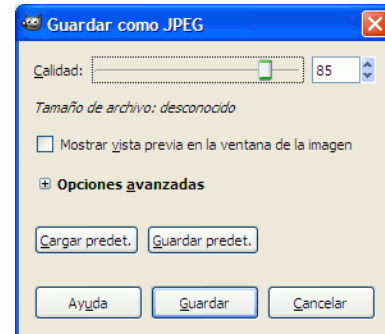 Guardar como JPEG
Calidad: 85
Tamaño de archivo: desconocido
Mostrar vista previa en la ventana de la imagen
Opciones avanzadas
Cargar predet. Guardar predet.
Ayuda Guardar Cancelar